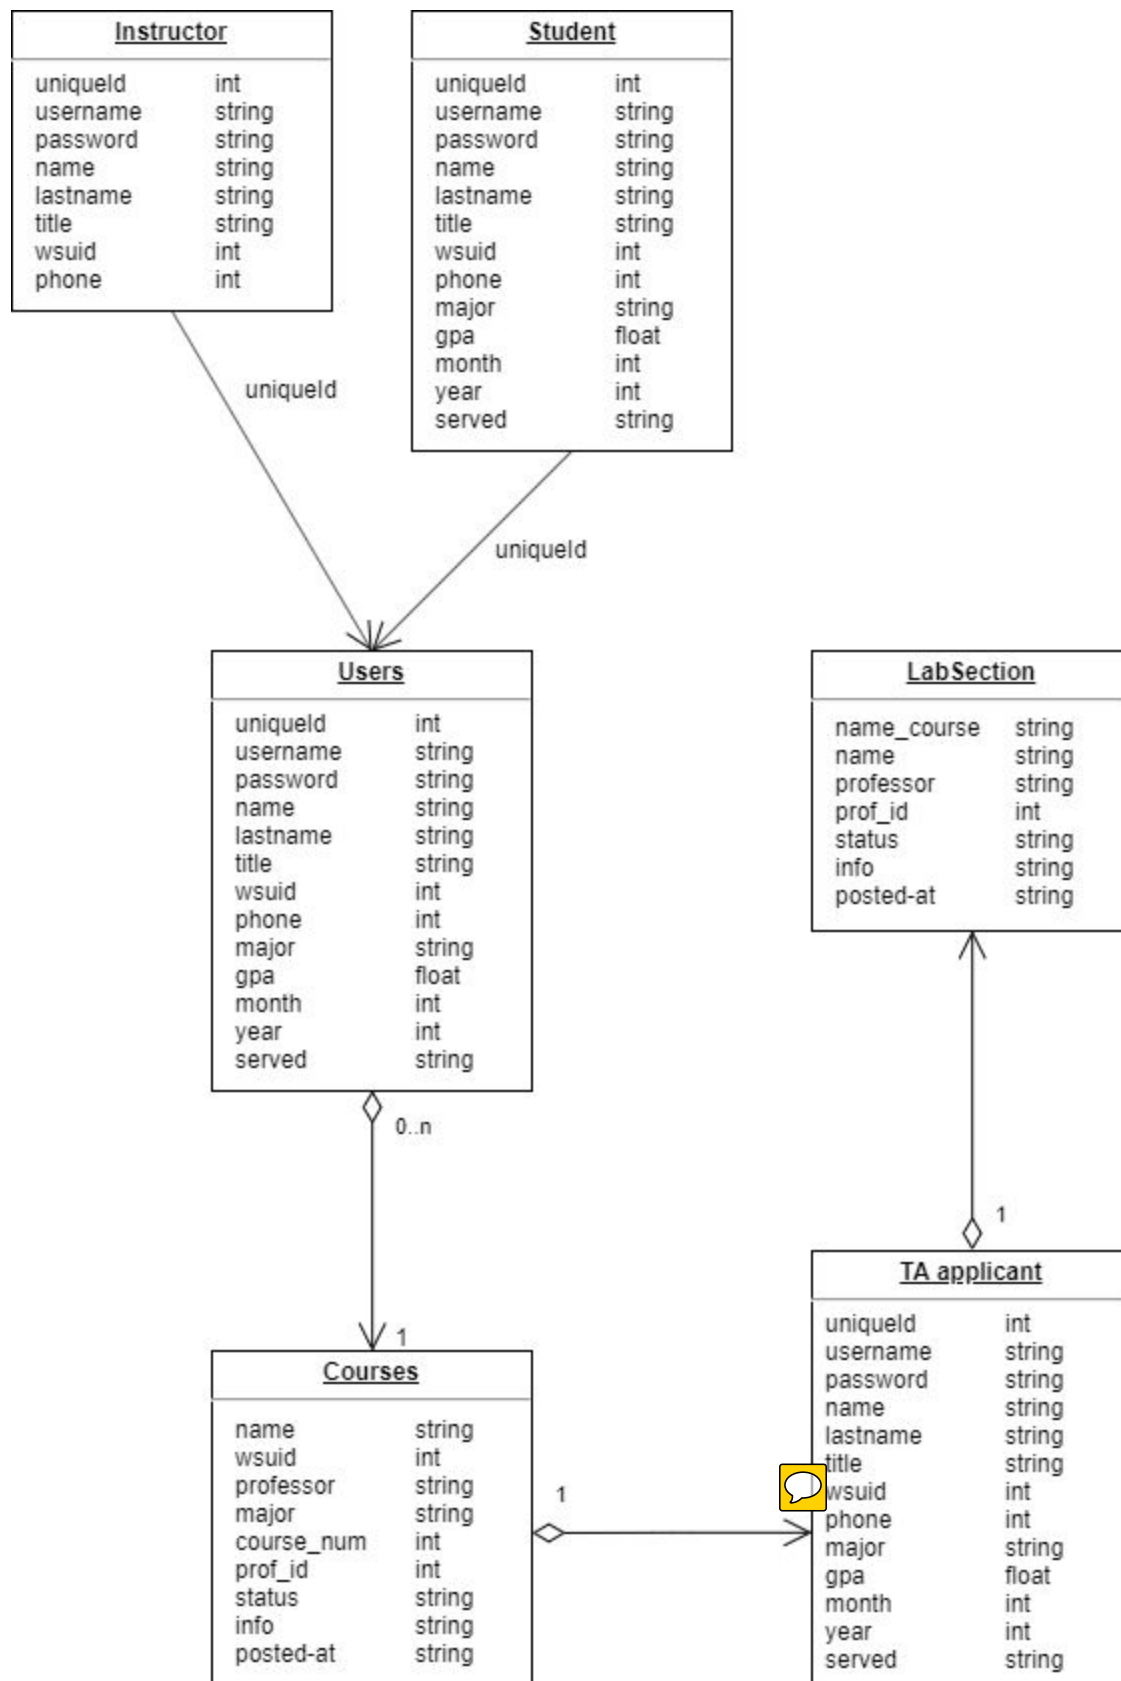 Instructor
uniqueId int
username string
password string
name string
lastname string
title string
wsuid int
phone int
Student
uniqueId int
username string
password string
name string
lastname string
title string
wsuid int
phone int
major string
gpa float
month int
year int
served string
uniqueId
uniqueId
Users
uniqueId int
username string
password string
name string
lastname string
title string
wsuid int
phone int
major string
gpa float
month int
year int
served string
0..n
LabSection
name_course string
name string
professor string
prof_id int
status string
info string
posted-at string
1
1
Courses
name string
wsuid int
professor string
major string
course_num int
prof_id int
status string
info string
posted-at string
1
TA applicant
uniqueId int
username string
password string
name string
lastname string
title string
wsuid int
phone int
major string
gpa float
month int
year int
served string